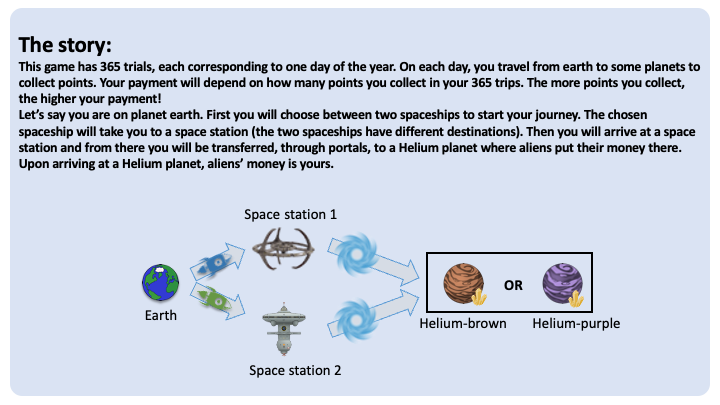 The story:
This game has 365 trials, each corresponding to one day of the year. On each day, you travel from earth to some planets to
collect points. Your payment will depend on how many points you collect in your 365 trips. The more points you collect,
the higher your payment!
Let’s say you are on planet earth. First you will choose between two spaceships to start your journey. The chosen
spaceship will take you to a space station (the two spaceships have different destinations). Then you will arrive at a space
station and from there you will be transferred, through portals, to a Helium planet where aliens put their money there.
Upon arriving at a Helium planet, aliens’ money is yours.
Space station 1
OR
Earth
Helium-brown
Helium-purple
Space station 2